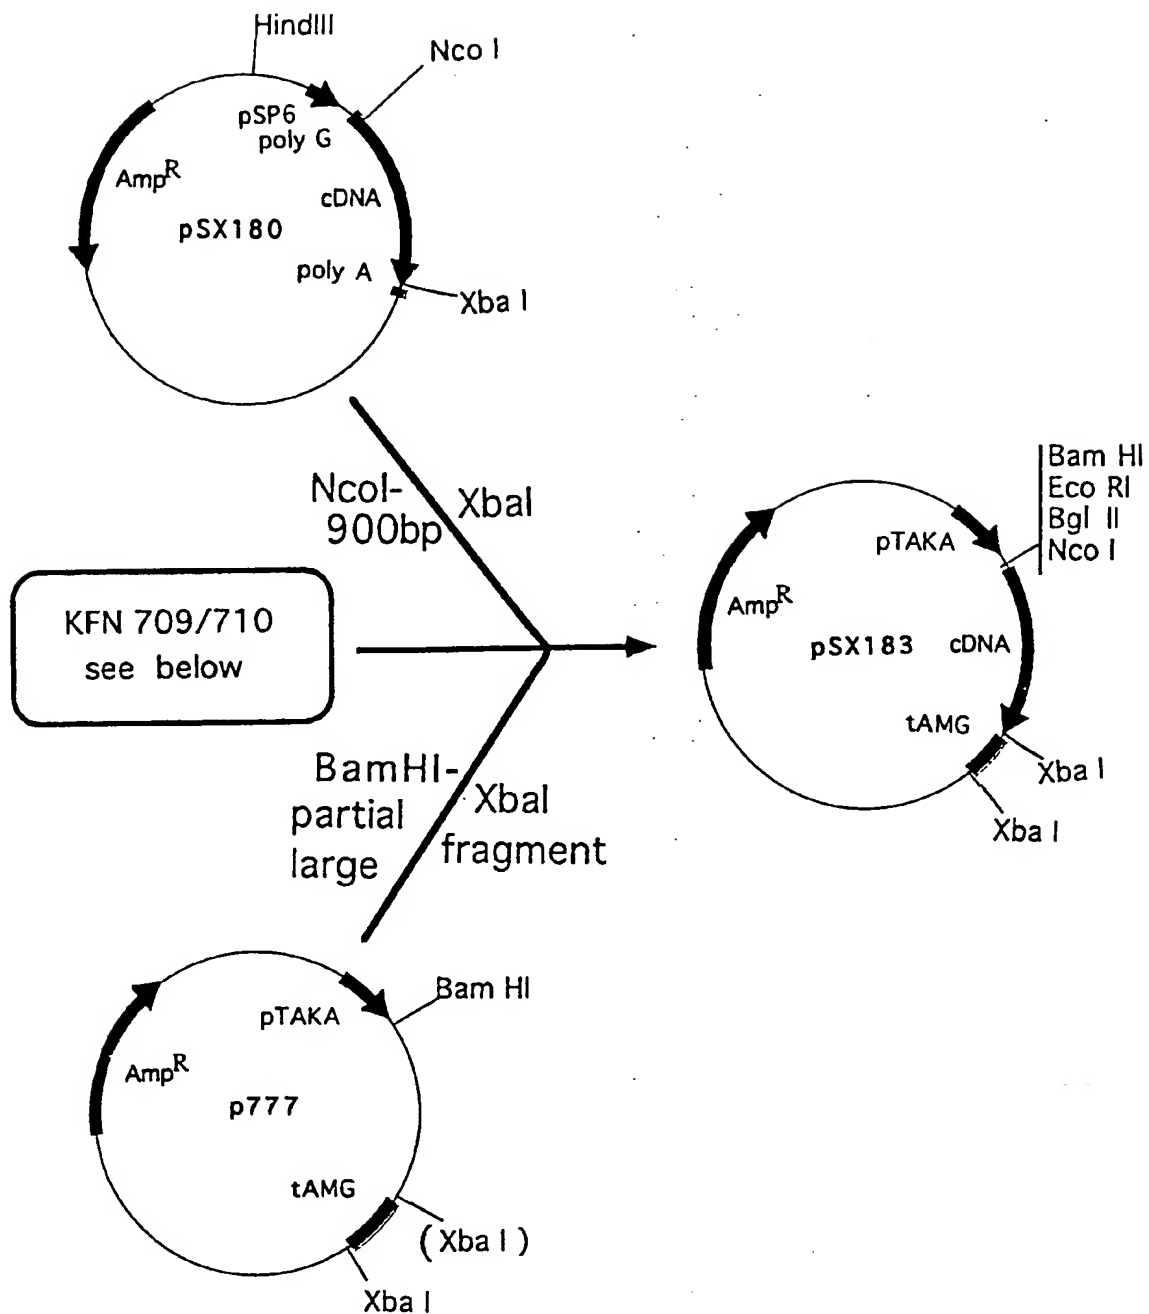 HindIII
Nco I
pSP6
poly G
AmpR
cDNA
pSX180
poly A
Xba I
NcoI- XbaI
900bp
KFN 709/710
see below
BamHI- XbaI
partial
large fragment
Bam HI
Eco RI
Bgl II
Nco I
pTAKA
AmpR
pSX183 cDNA
tAMG
Xba I
Xba I
Bam HI
pTAKA
AmpR
p777
tAMG
(Xba I)
Xba I